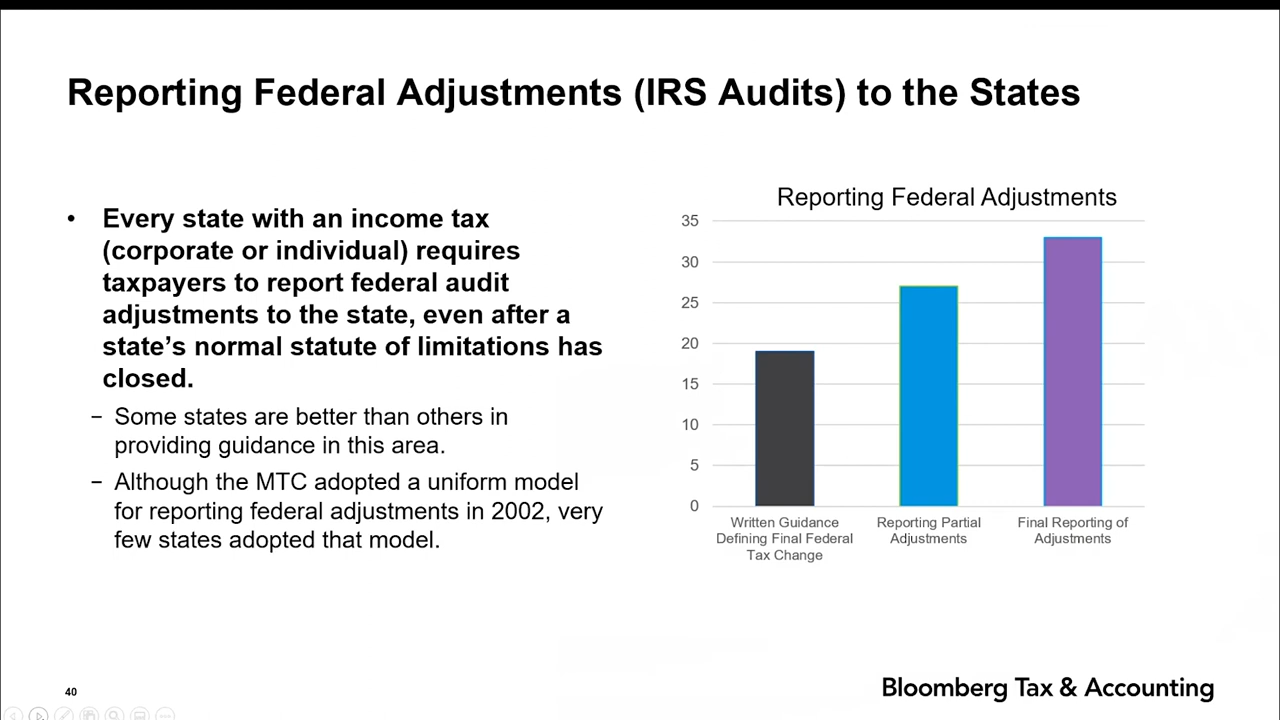 Reporting Federal Adjustments (IRS Audits) to the States
• Every state with an income tax
(corporate or individual) requires
taxpayers to report federal audit
adjustments to the state, even after a
state’s normal statute of limitations has
closed.
− Some states are better than others in
providing guidance in this area.
− Although the MTC adopted a uniform model
for reporting federal adjustments in 2002, very
few states adopted that model.
Reporting Federal Adjustments
35
30
25
20
15
10
5
0
Written Guidance
Defining Final Federal
Tax Change
Reporting Partial
Adjustments
Final Reporting of
Adjustments
40
Bloomberg Tax & Accounting